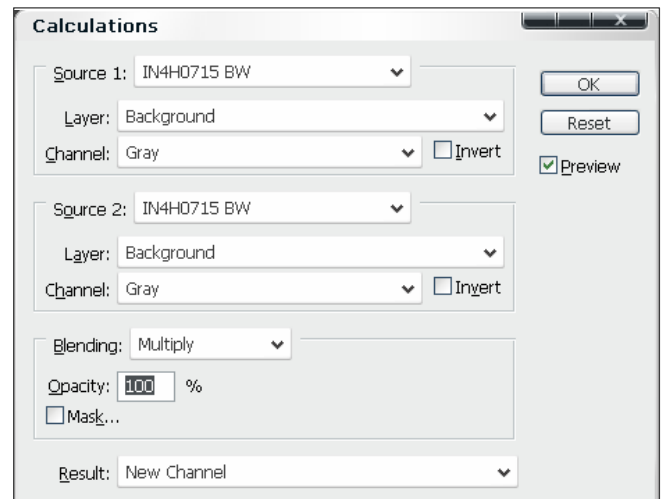 Calculations
Source 1: IN4H0715 BW
OK
Layer: Background
Reset
Channel: Gray Invert
Preview
Source 2: IN4H0715 BW
Layer: Background
Channel: Gray Invert
Blending: Multiply
Opacity: 100 %
Mask...
Result: New Channel